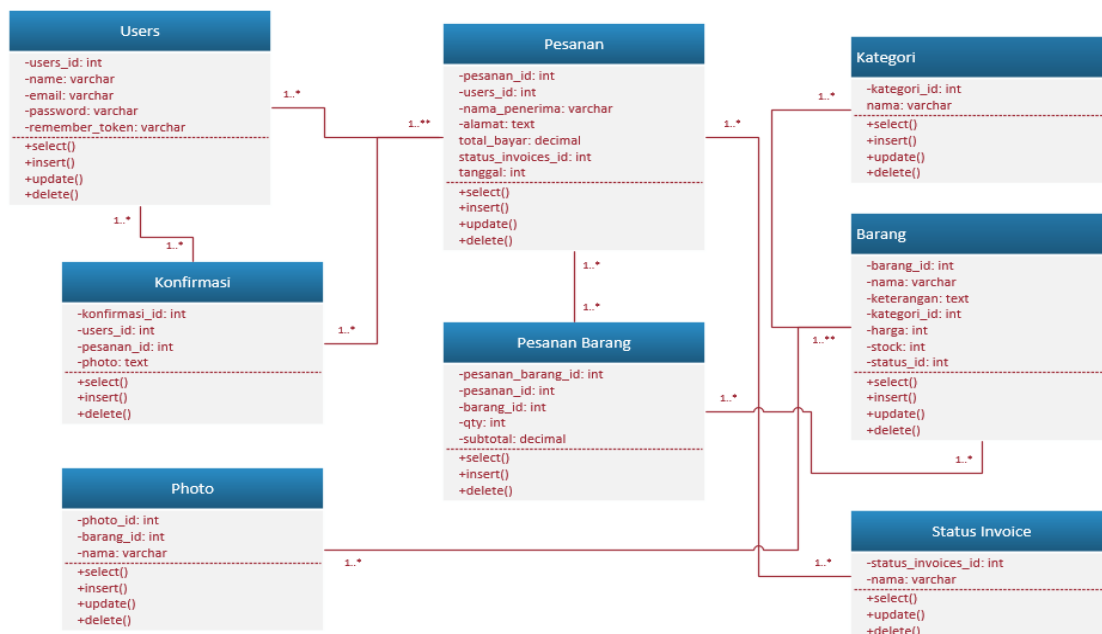 Users
-users_id: int
-name: varchar
-email: varchar
-password: varchar
-remember_token: varchar
+select()
+insert()
+update()
+delete()
1..*
1..**
1..*
1..*
Pesanan
-pesanan_id: int
-users_id: int
-nama_penerima: varchar
-alamat: text
total_bayar: decimal
status_invoices_id: int
tanggal: int
+select()
+insert()
+update()
+delete()
1..*
1..*
1..*
Kategori
-kategori_id: int
nama: varchar
+select()
+insert()
+update()
+delete()
1..*
Konfirmasi
-konfirmasi_id: int
-users_id: int
-pesanan_id: int
-photo: text
+select()
+insert()
+delete()
1..*
Pesanan Barang
-pesanan_barang_id: int
-pesanan_id: int
-barang_id: int
-qty: int
-subtotal: decimal
+select()
+insert()
+delete()
1..*
Barang
-barang_id: int
-nama: varchar
-keterangan: text
-kategori_id: int
-harga: int
-stock: int
-status_id: int
+select()
+insert()
+update()
+delete()
1..**
1..*
Photo
-photo_id: int
-barang_id: int
-nama: varchar
+select()
+insert()
+update()
+delete()
1..*
1..*
Status Invoice
-status_invoices_id: int
-nama: varchar
+select()
+update()
+delete()